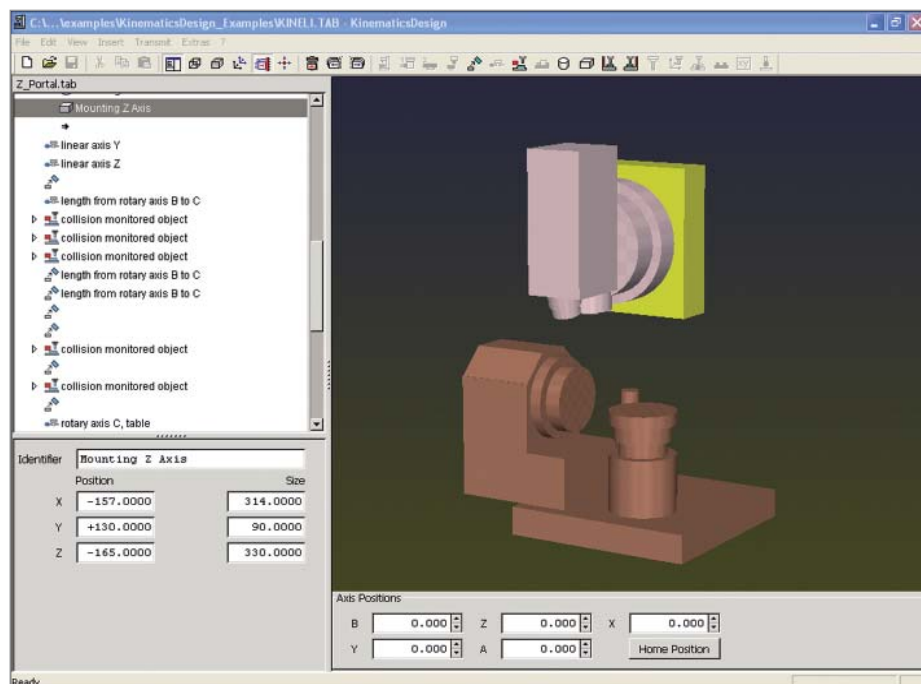 C:\...\examples\KinematicsDesign_Examples\KINELI.TAB - KinematicsDesign
File Edit View Insert Transmit Extras ?
Z_Portal.tab
Mounting Z Axis
linear axis Y
linear axis Z
length from rotary axis B to C
collision monitored object
collision monitored object
collision monitored object
length from rotary axis B to C
length from rotary axis B to C
collision monitored object
collision monitored object
rotary axis C, table
Identifier Mounting Z Axis
Position Size
X -157.0000 314.0000
Y +130.0000 90.0000
Z -165.0000 330.0000
Axis Positions
B 0.000 Z 0.000 X 0.000
Y 0.000 A 0.000 Home Position
Ready